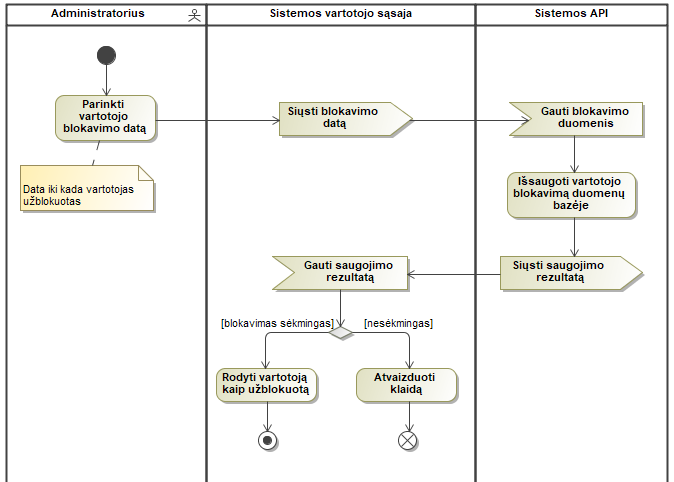 Administratorius
Sistemos vartotojo sąsaja
Sistemos API
Parinkti
vartotojo
blokavimo datą
Siųsti blokavimo
datą
Gauti blokavimo
duomenis
Data iki kada vartotojas
užblokuotas
Išsaugoti vartotojo
blokavimą duomenų
bazėje
Gauti saugojimo
rezultatą
Siųsti saugojimo
rezultatą
[blokavimas sėkmingas]
[nesėkmingas]
Rodyti vartotoją
kaip užblokuotą
Atvaizduoti
klaidą